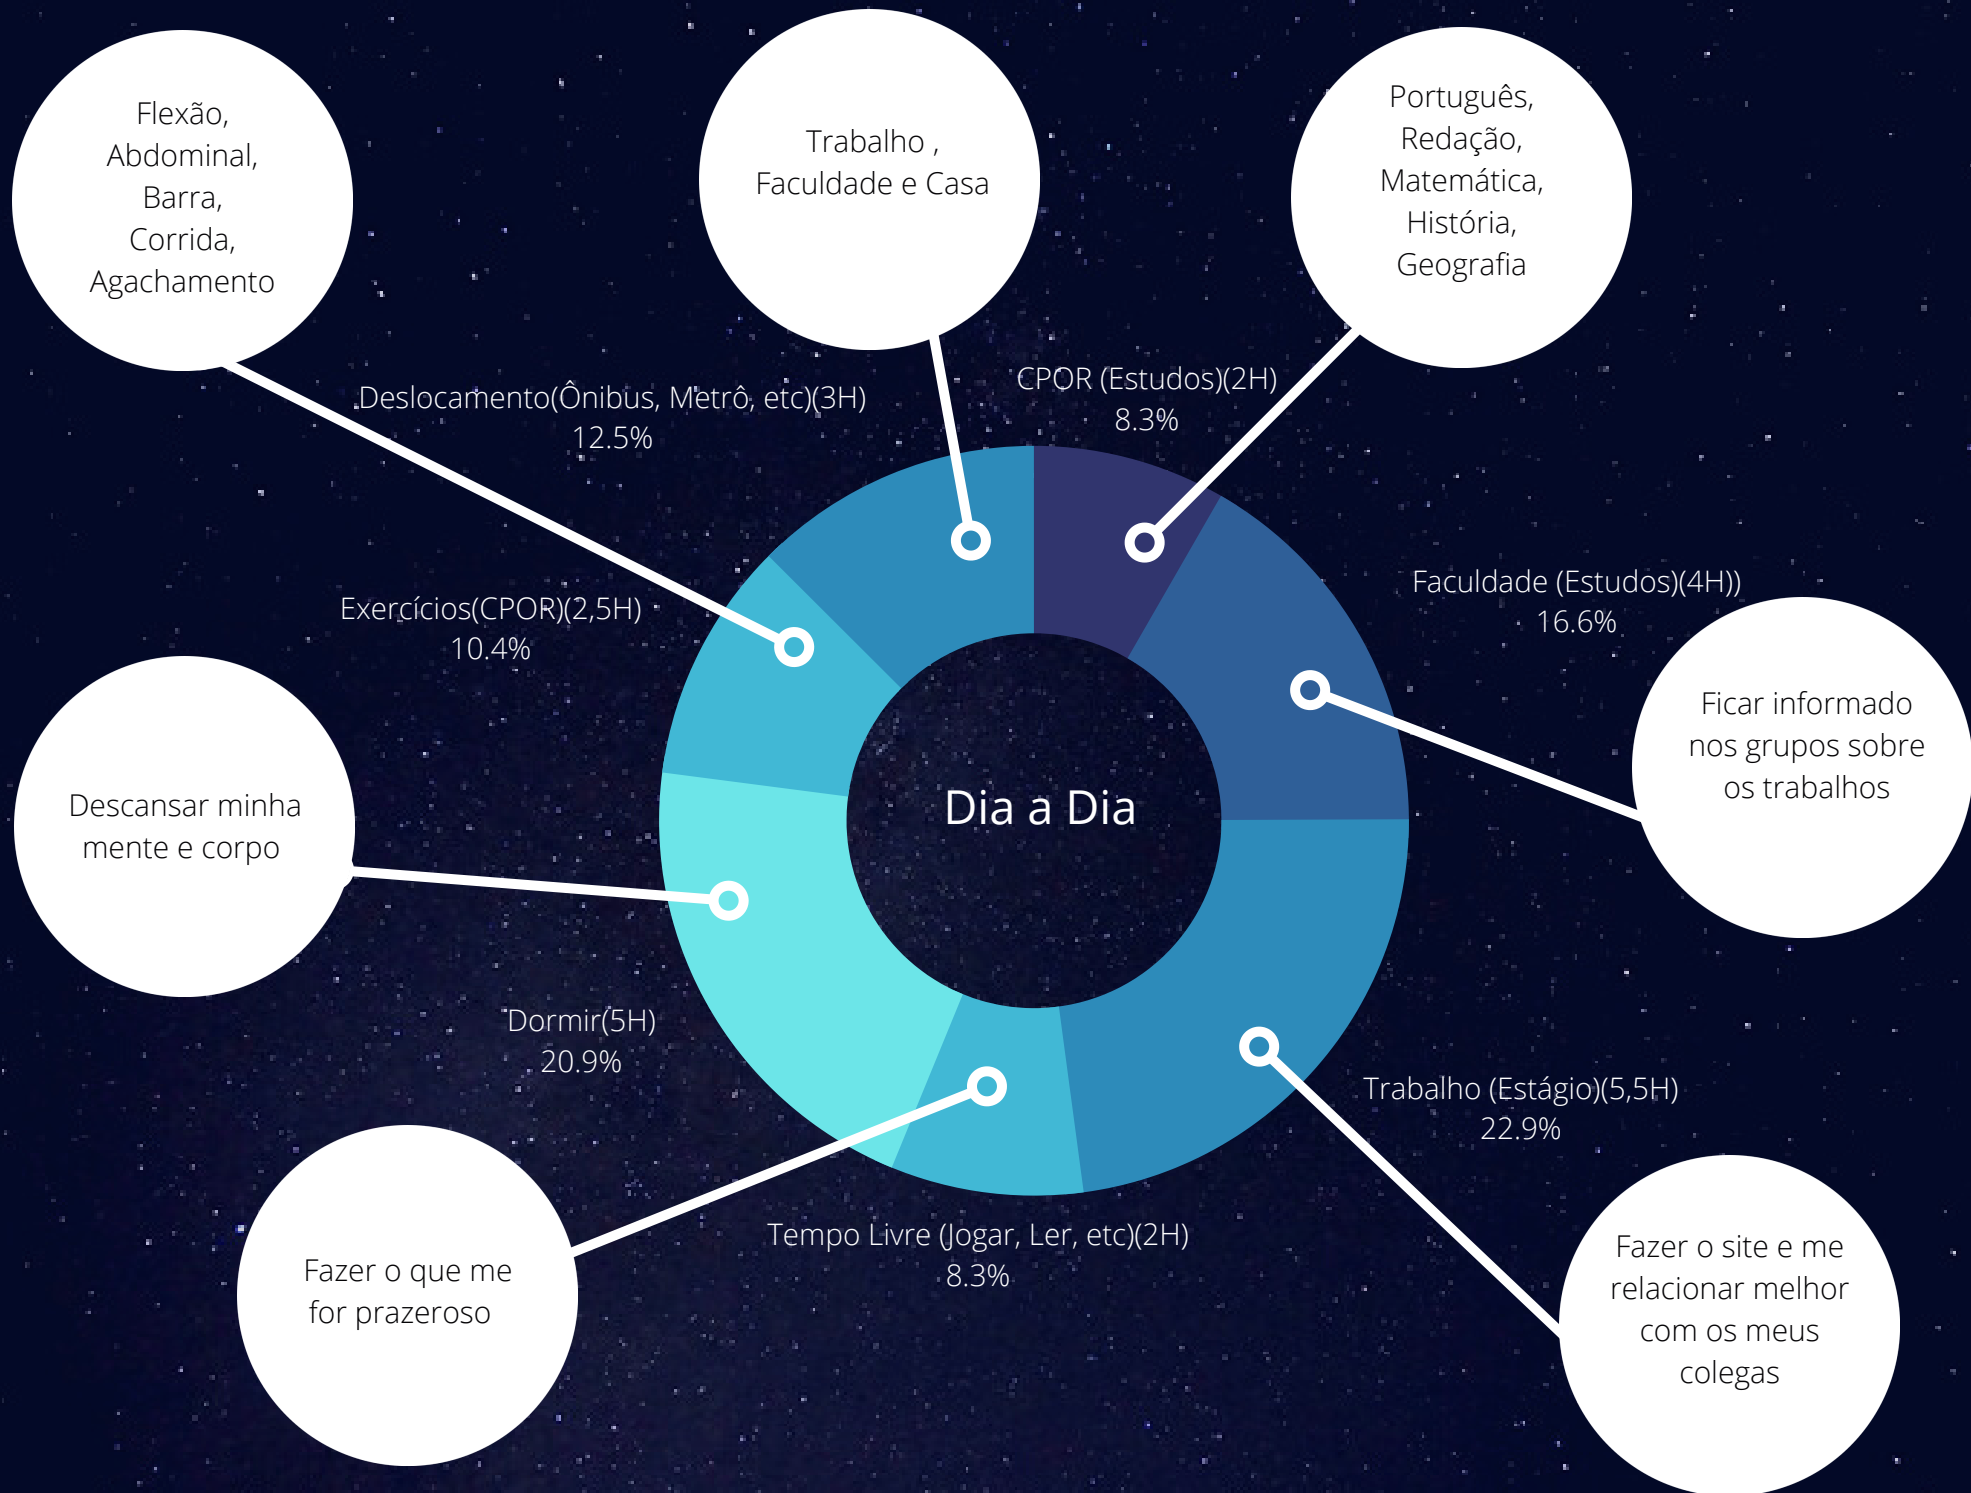 Flexão,
Abdominal,
Barra,
Corrida,
Agachamento
Trabalho ,
Faculdade e Casa
Português,
Redação,
Matemática,
História,
Geografia
Deslocamento(Ônibus, Metrô, etc)(3H)
12.5%
CPOR (Estudos)(2H)
8.3%
Exercícios(CPOR)(2,5H)
10.4%
Faculdade (Estudos)(4H))
16.6%
Ficar informado
nos grupos sobre
os trabalhos
Descansar minha
mente e corpo
Dia a Dia
Dormir(5H)
20.9%
Trabalho (Estágio)(5,5H)
22.9%
Tempo Livre (Jogar, Ler, etc)(2H)
8.3%
Fazer o que me
for prazeroso
Fazer o site e me
relacionar melhor
com os meus
colegas